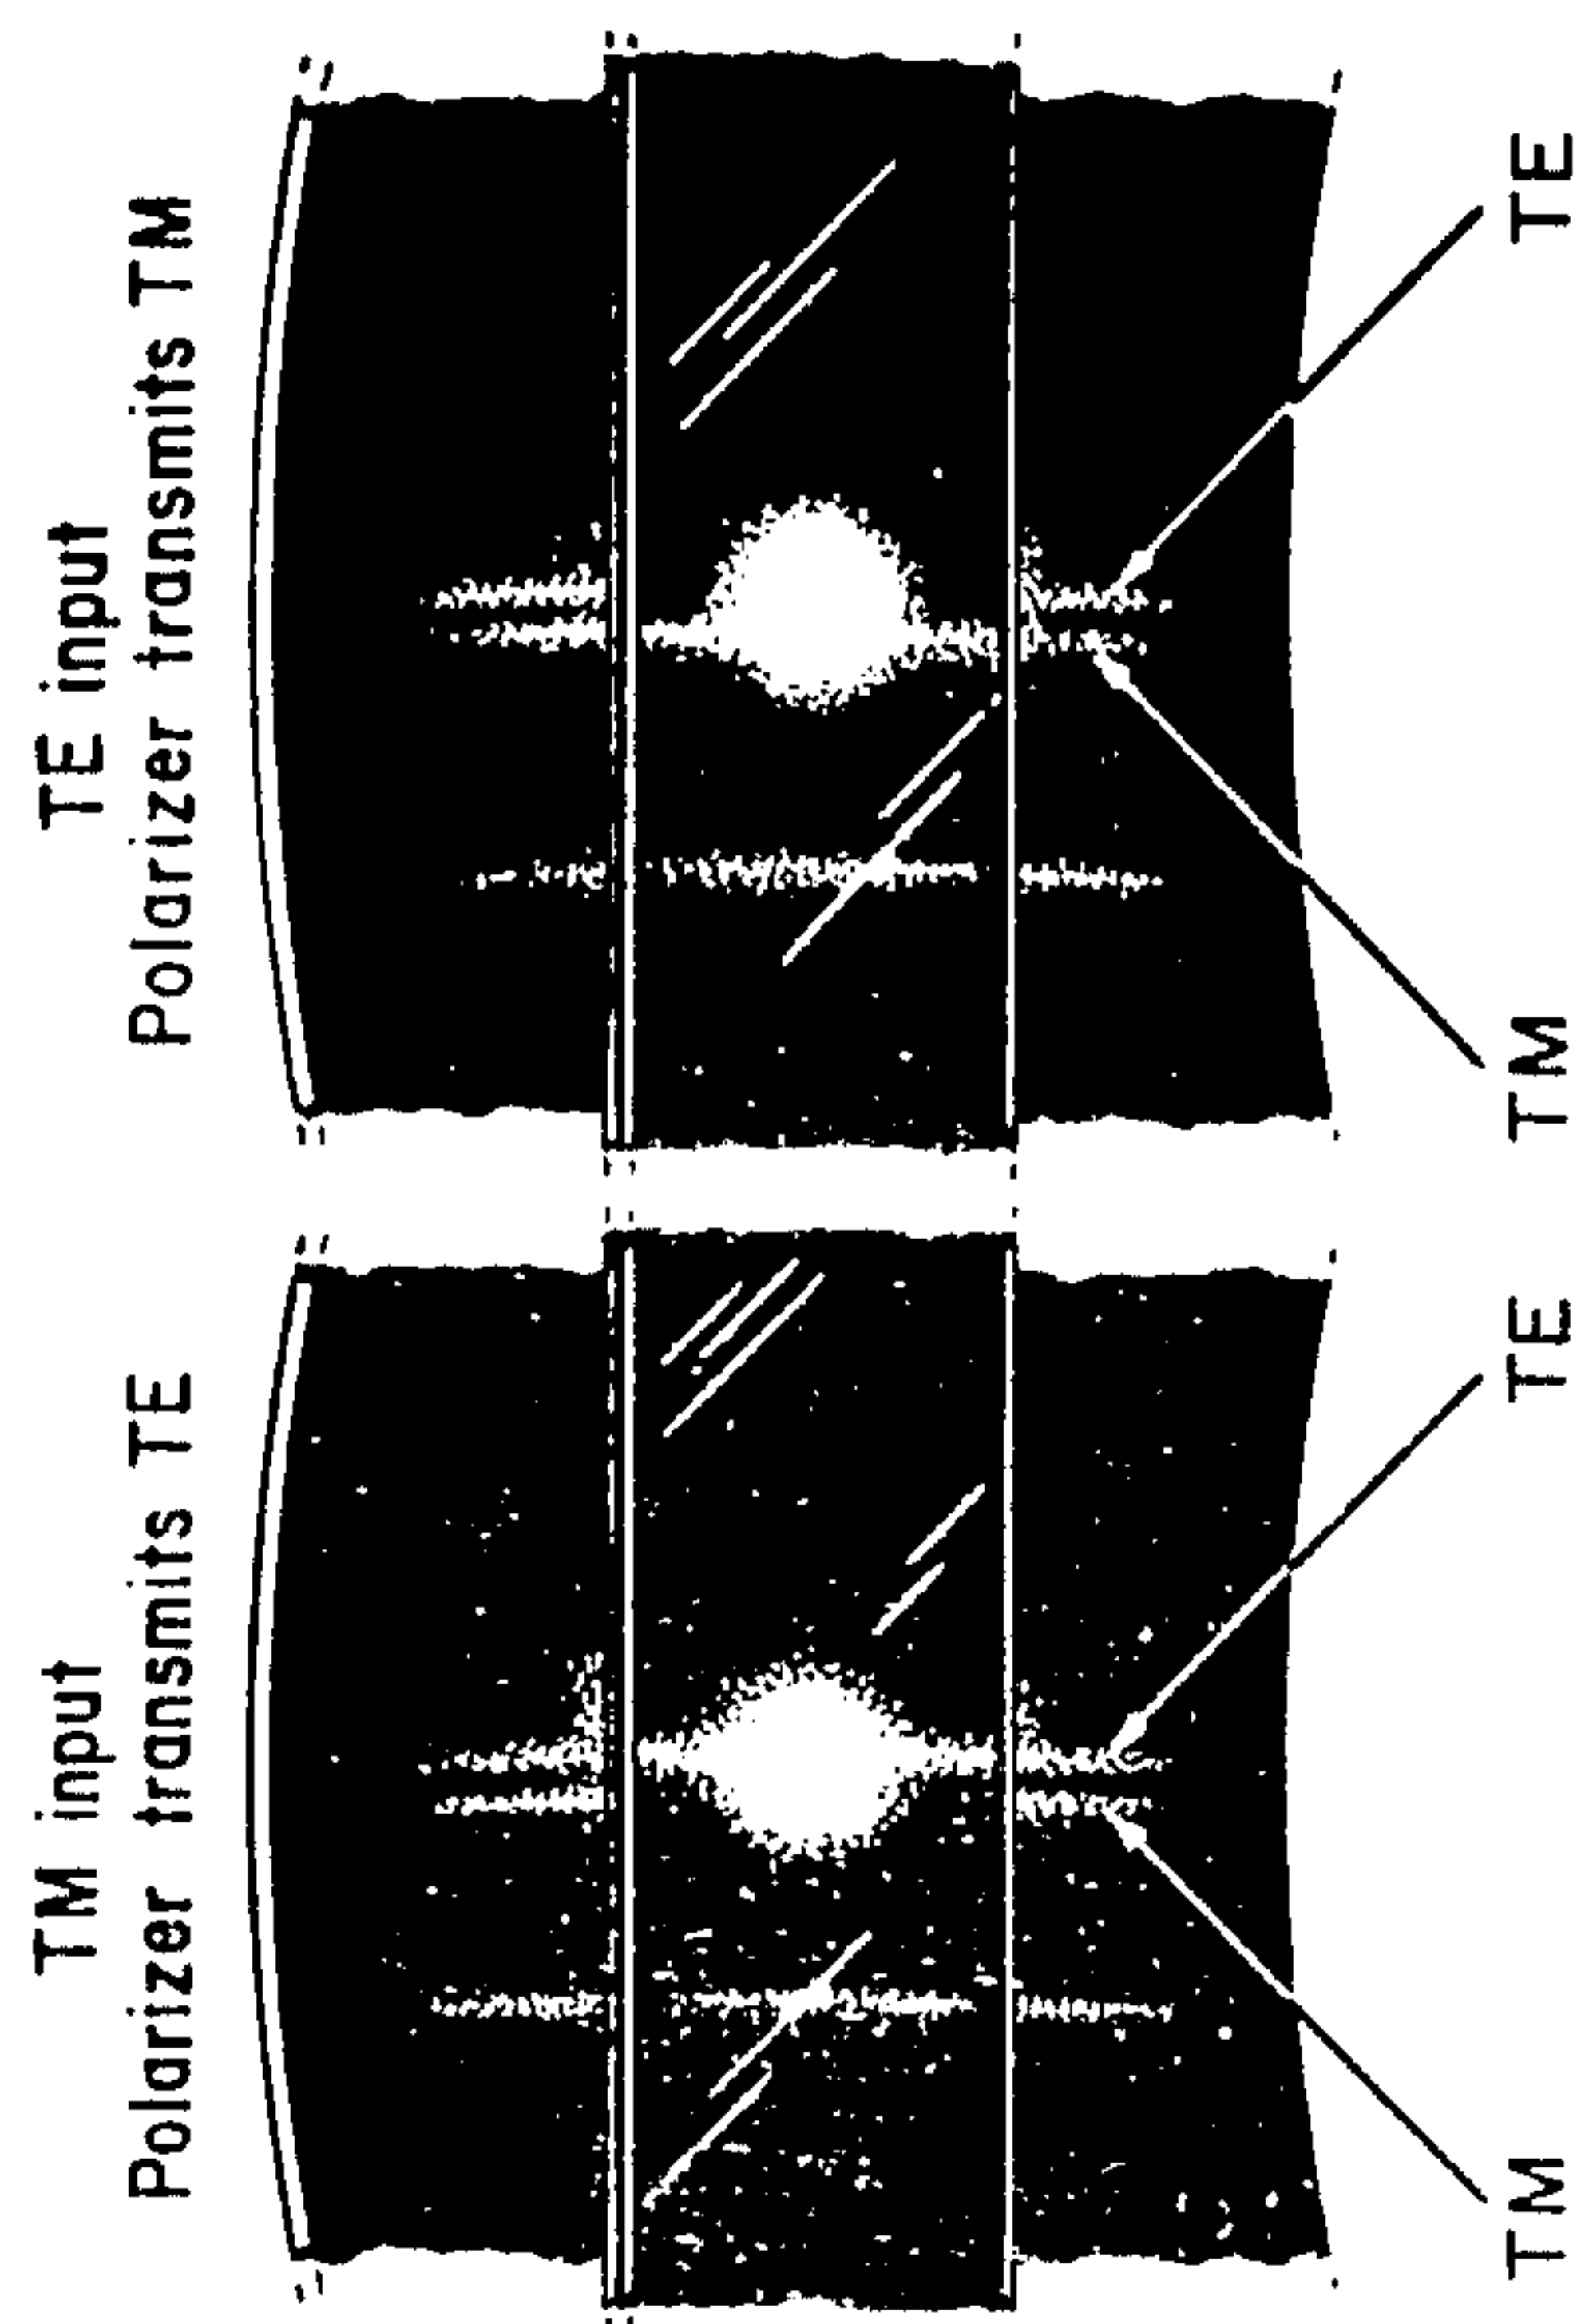 TM input
Polarizer transmits TE
TM
TE
TE input
Polarizer transmits TM
TM
TE